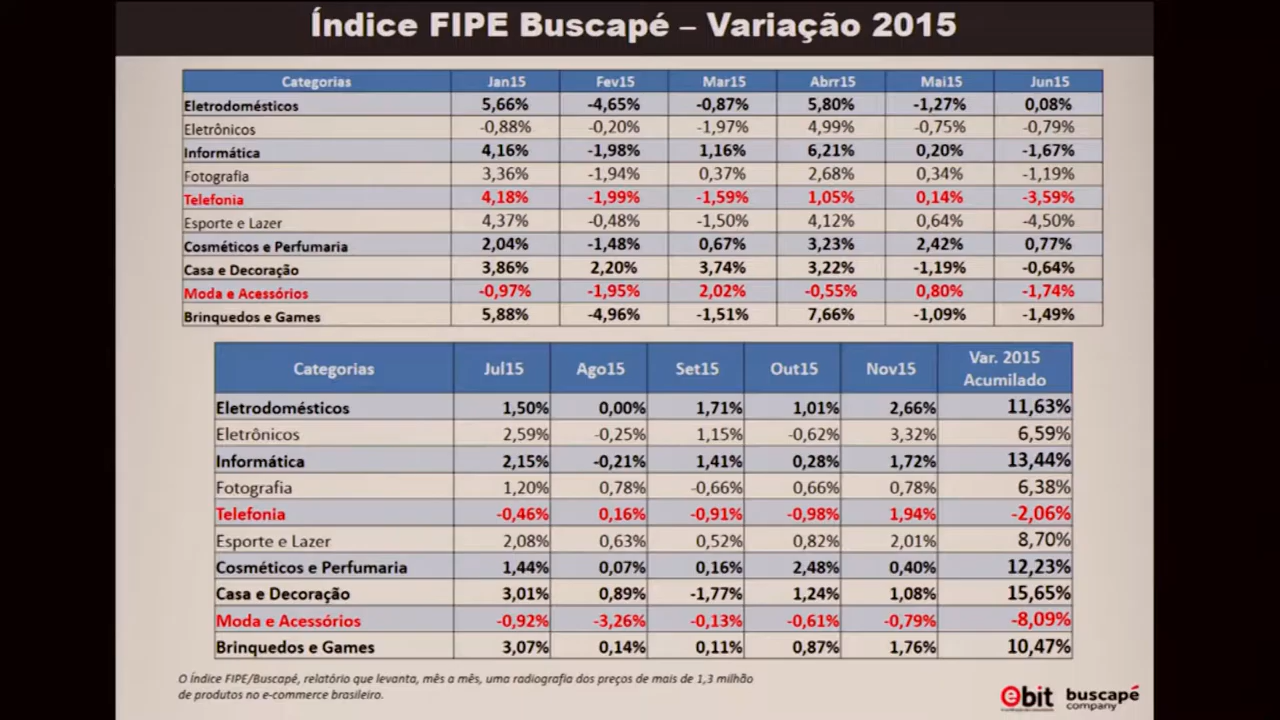 Índice FIPE Buscapé – Variação 2015
Categorias Jan15 Fev15 Mar15 Abrr15 Mai15 Jun15
Eletrodomésticos 5,66% -4,65% -0,87% 5,80% -1,27% 0,08%
Eletrônicos -0,88% -0,20% -1,97% 4,99% -0,75% -0,79%
Informática 4,16% -1,98% 1,16% 6,21% 0,20% -1,67%
Fotografia 3,36% -1,94% 0,37% 2,68% 0,34% -1,19%
Telefonia 4,18% -1,99% -1,59% 1,05% 0,14% -3,59%
Esporte e Lazer 4,37% -0,48% -1,50% 4,12% 0,64% -4,50%
Cosméticos e Perfumaria 2,04% -1,48% 0,67% 3,23% 2,42% 0,77%
Casa e Decoração 3,86% 2,20% 3,74% 3,22% -1,19% -0,64%
Moda e Acessórios -0,97% -1,95% 2,02% -0,55% 0,80% -1,74%
Brinquedos e Games 5,88% -4,96% -1,51% 7,66% -1,09% -1,49%
Categorias Jul15 Ago15 Set15 Out15 Nov15 Var. 2015
Acumilado
Eletrodomésticos 1,50% 0,00% 1,71% 1,01% 2,66% 11,63%
Eletrônicos 2,59% -0,25% 1,15% -0,62% 3,32% 6,59%
Informática 2,15% -0,21% 1,41% 0,28% 1,72% 13,44%
Fotografia 1,20% 0,78% -0,66% 0,66% 0,78% 6,38%
Telefonia -0,46% 0,16% -0,91% -0,98% 1,94% -2,06%
Esporte e Lazer 2,08% 0,63% 0,52% 0,82% 2,01% 8,70%
Cosméticos e Perfumaria 1,44% 0,07% 0,16% 2,48% 0,40% 12,23%
Casa e Decoração 3,01% 0,89% -1,77% 1,24% 1,08% 15,65%
Moda e Acessórios -0,92% -3,26% -0,13% -0,61% -0,79% -8,09%
Brinquedos e Games 3,07% 0,14% 0,11% 0,87% 1,76% 10,47%
O Índice FIPE/Buscapé, relatório que levanta, mês a mês, uma radiografia dos preços de mais de 1,3 milhão
de produtos no e-commerce brasileiro.
ebit buscapé
company